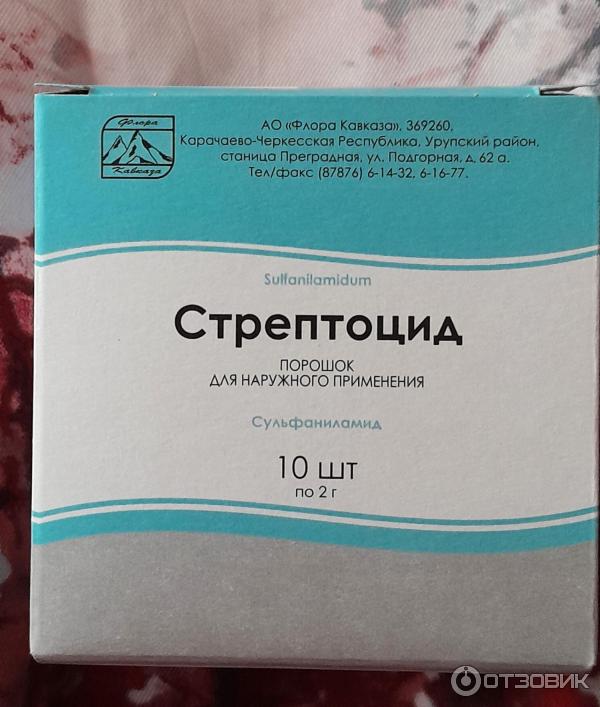 Флора
Кавказа
АО «Флора Кавказа», 369260,
Карачаево-Черкесская Республика, Урупский район,
станица Преградная, ул. Подгорная, д. 62 а.
Тел/факс (87876) 6-14-32, 6-16-77.
Sulfanilamidum
Стрептоцид
ПОРОШОК
ДЛЯ НАРУЖНОГО ПРИМЕНЕНИЯ
Сульфаниламид
10 шт
по 2 г
ОТЗОВИК